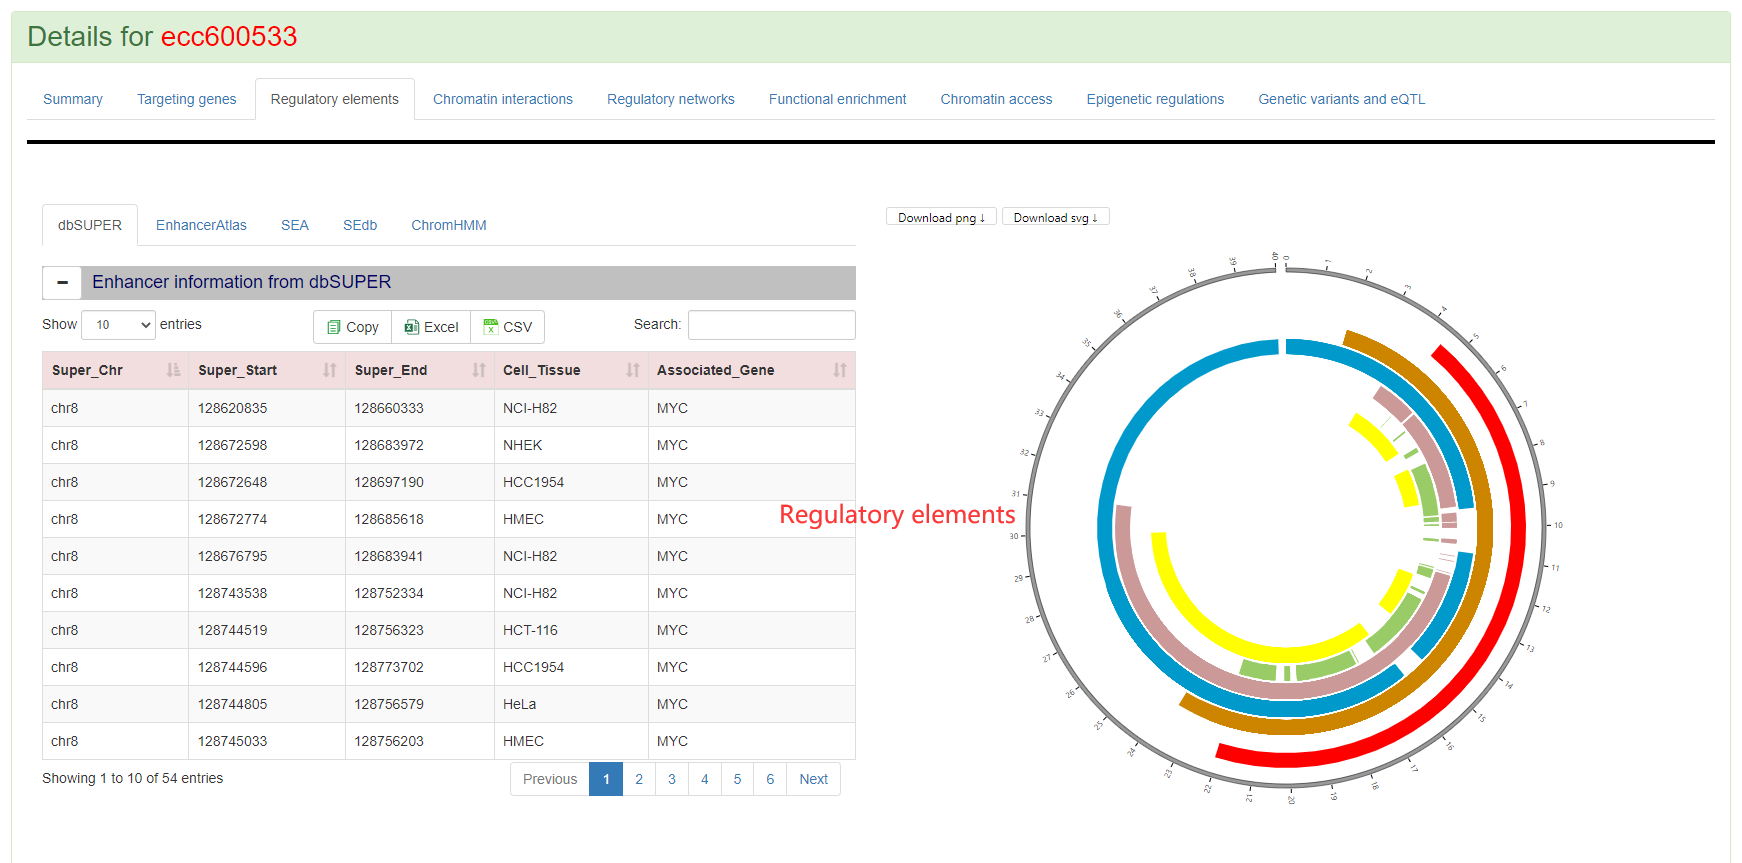 Details for ecc600533
Summary Targeting genes Regulatory elements Chromatin interactions Regulatory networks Functional enrichment Chromatin access Epigenetic regulations Genetic variants and eQTL
dbSUPER EnhancerAtlas SEA SEdb ChromHMM
Download png ↓ Download svg ↓
− Enhancer information from dbSUPER
Show 10 entries Copy Excel CSV Search:
Super_Chr Super_Start Super_End Cell_Tissue Associated_Gene
chr8 128620835 128660333 NCI-H82 MYC
chr8 128672598 128683972 NHEK MYC
chr8 128672648 128697190 HCC1954 MYC
chr8 128672774 128685618 HMEC MYC
chr8 128676795 128683941 NCI-H82 MYC
chr8 128743538 128752334 NCI-H82 MYC
chr8 128744519 128756323 HCT-116 MYC
chr8 128744596 128773702 HCC1954 MYC
chr8 128744805 128756579 HeLa MYC
chr8 128745033 128756203 HMEC MYC
Showing 1 to 10 of 54 entries
Previous 1 2 3 4 5 6 Next
Regulatory elements
0
1
2
3
4
5
6
7
8
9
10
11
12
13
14
15
16
17
18
19
20
21
22
23
24
25
26
27
28
29
30
31
32
33
34
35
36
37
38
39
40